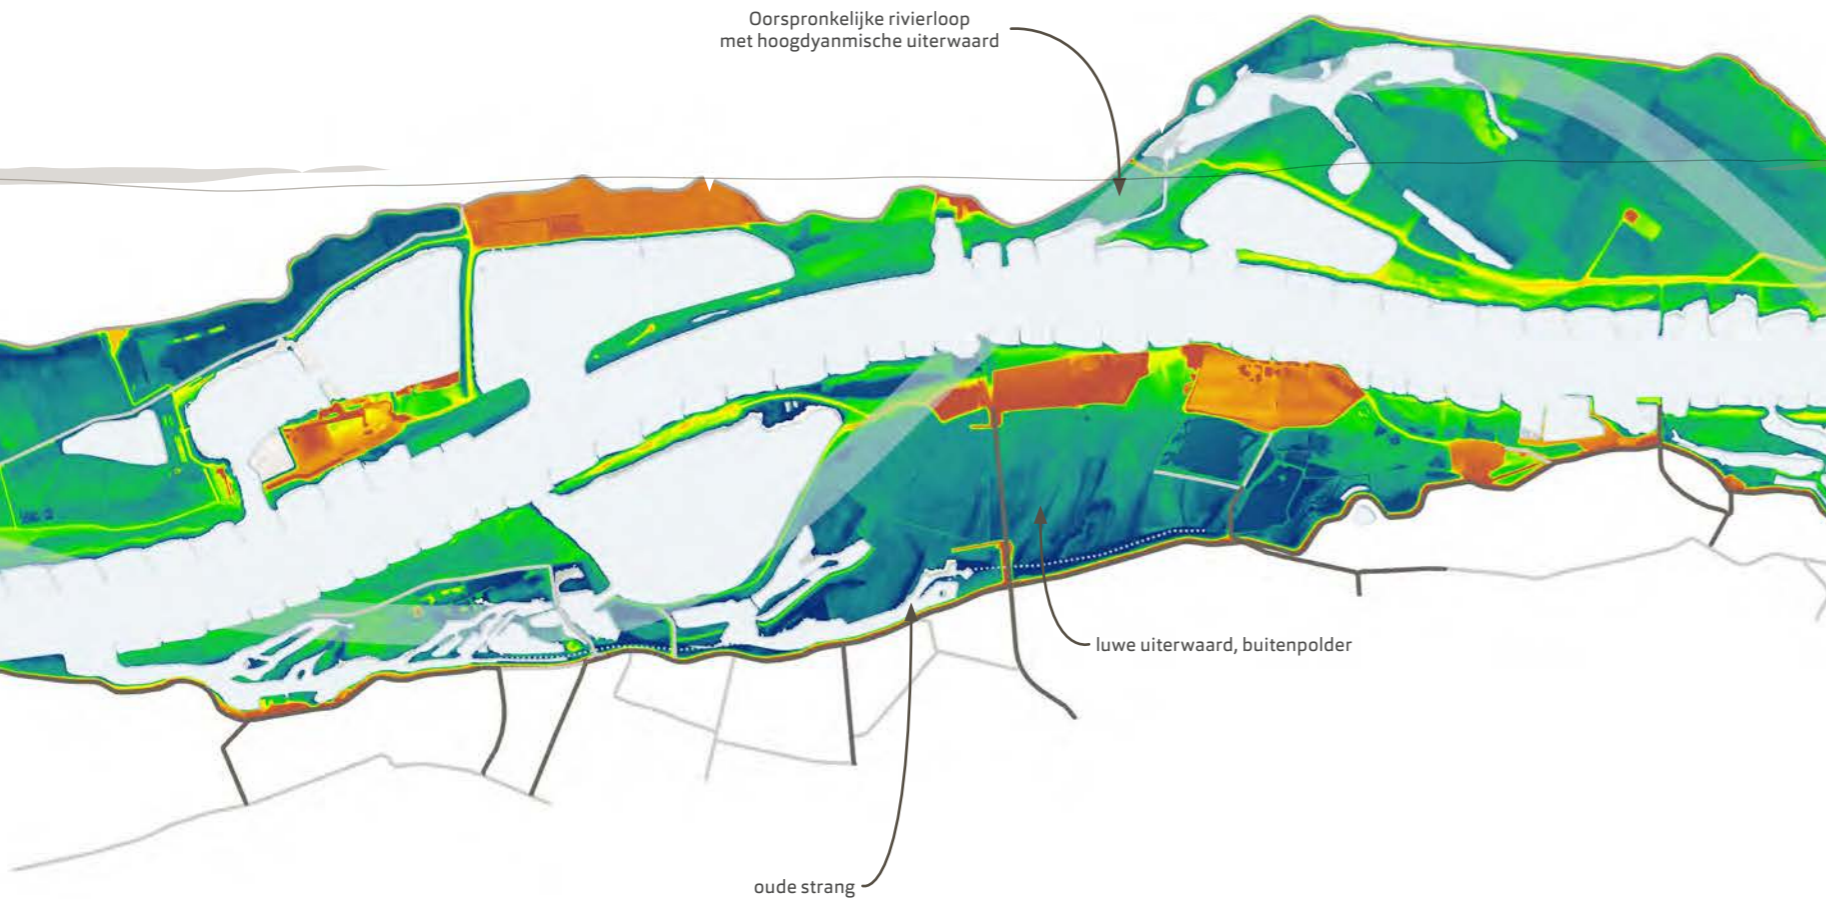 Oorspronkelijke rivierloop
met hoogdyanmische uiterwaard
luwe uiterwaard, buitenpolder
oude strang